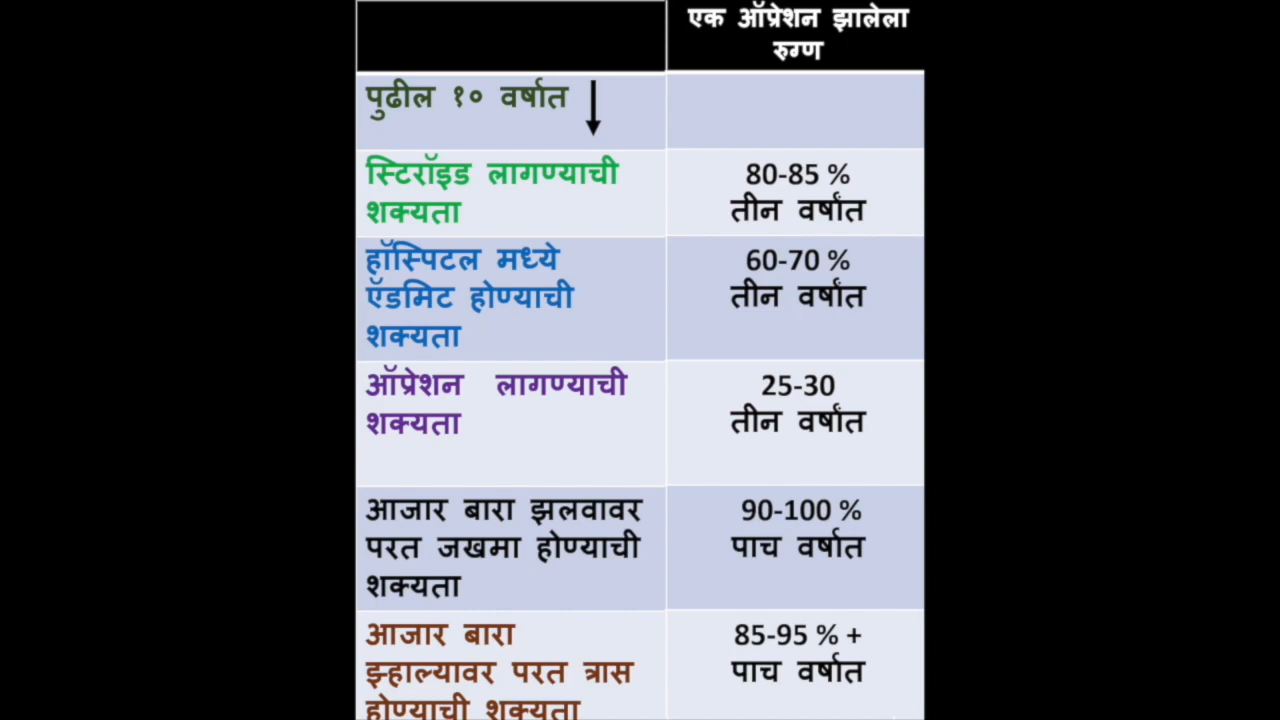 एक ऑप्रेशन झालेला
रुग्ण
पुढील १० वर्षात
स्टिरॉइड लागण्याची
शक्यता
80-85 %
तीन वर्षांत
हॉस्पिटल मध्ये
ऍडमिट होण्याची
शक्यता
60-70 %
तीन वर्षांत
ऑप्रेशन लागण्याची
शक्यता
25-30
तीन वर्षांत
आजार बारा झलवावर
परत जखमा होण्याची
शक्यता
90-100 %
पाच वर्षात
आजार बारा
झ्हाल्यावर परत त्रास
होण्याची शक्यता
85-95 % +
पाच वर्षात